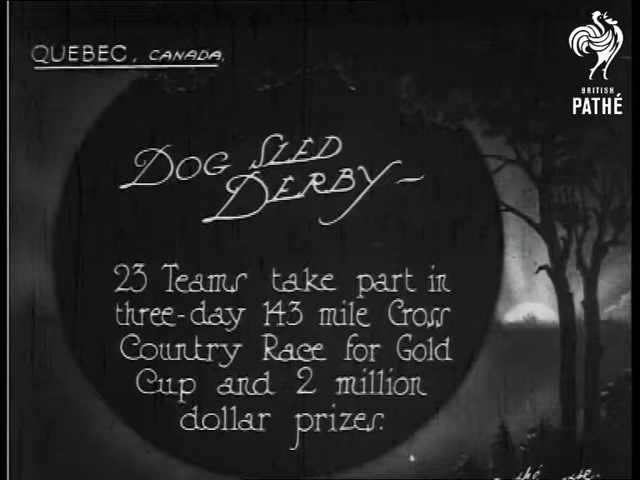 QUEBEC, CANADA.
BRITISH
PATHÉ
DOG SLED
DERBY —
23 Teams take part in
three-day 143 mile Cross
Country Race for Gold
Cup and 2 million
dollar prizes.